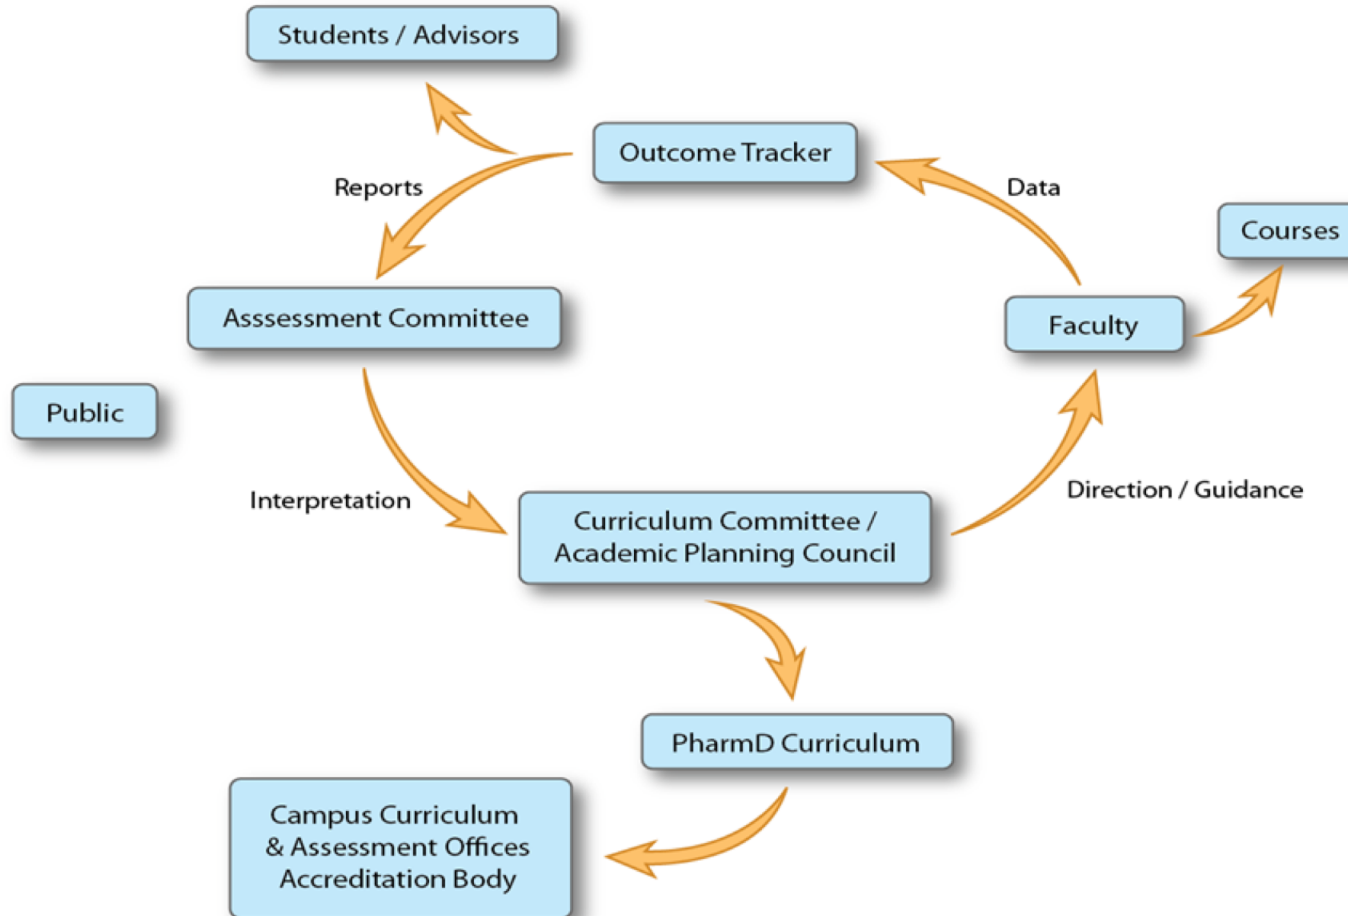 Students / Advisors
Outcome Tracker
Reports
Data
Courses
Asssessment Committee
Faculty
Public
Interpretation
Direction / Guidance
Curriculum Committee /
Academic Planning Council
PharmD Curriculum
Campus Curriculum
& Assessment Offices
Accreditation Body